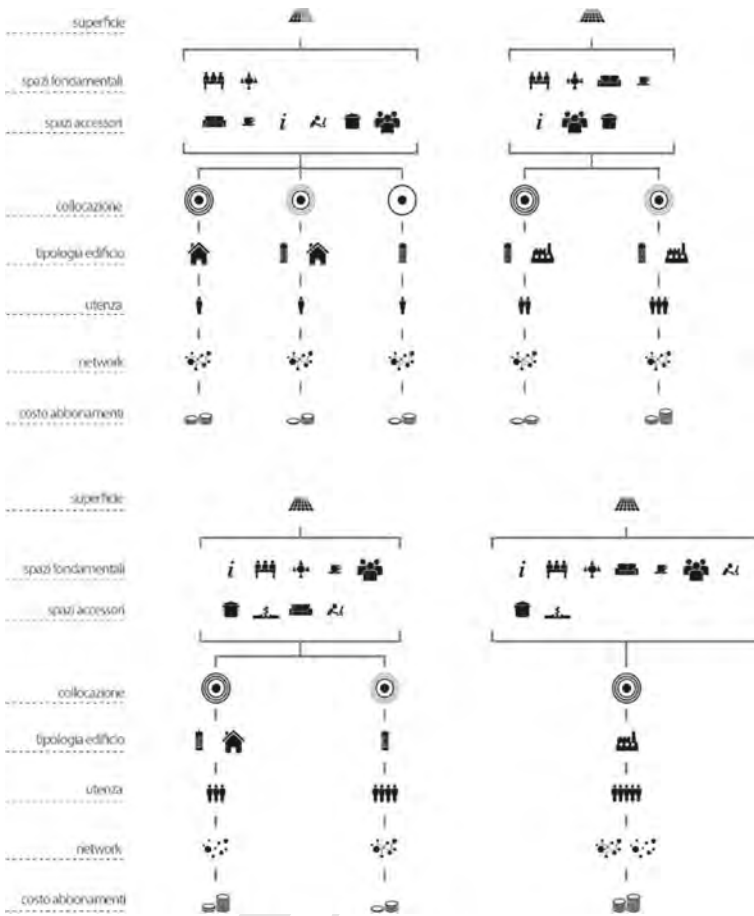 superficie
spazi fondamentali
spazi accessori
i
i
collocazione
tipologia edificio
utenza
network
costo abbonamenti
superficie
spazi fondamentali
i
i
spazi accessori
collocazione
tipologia edificio
utenza
network
costo abbonamenti